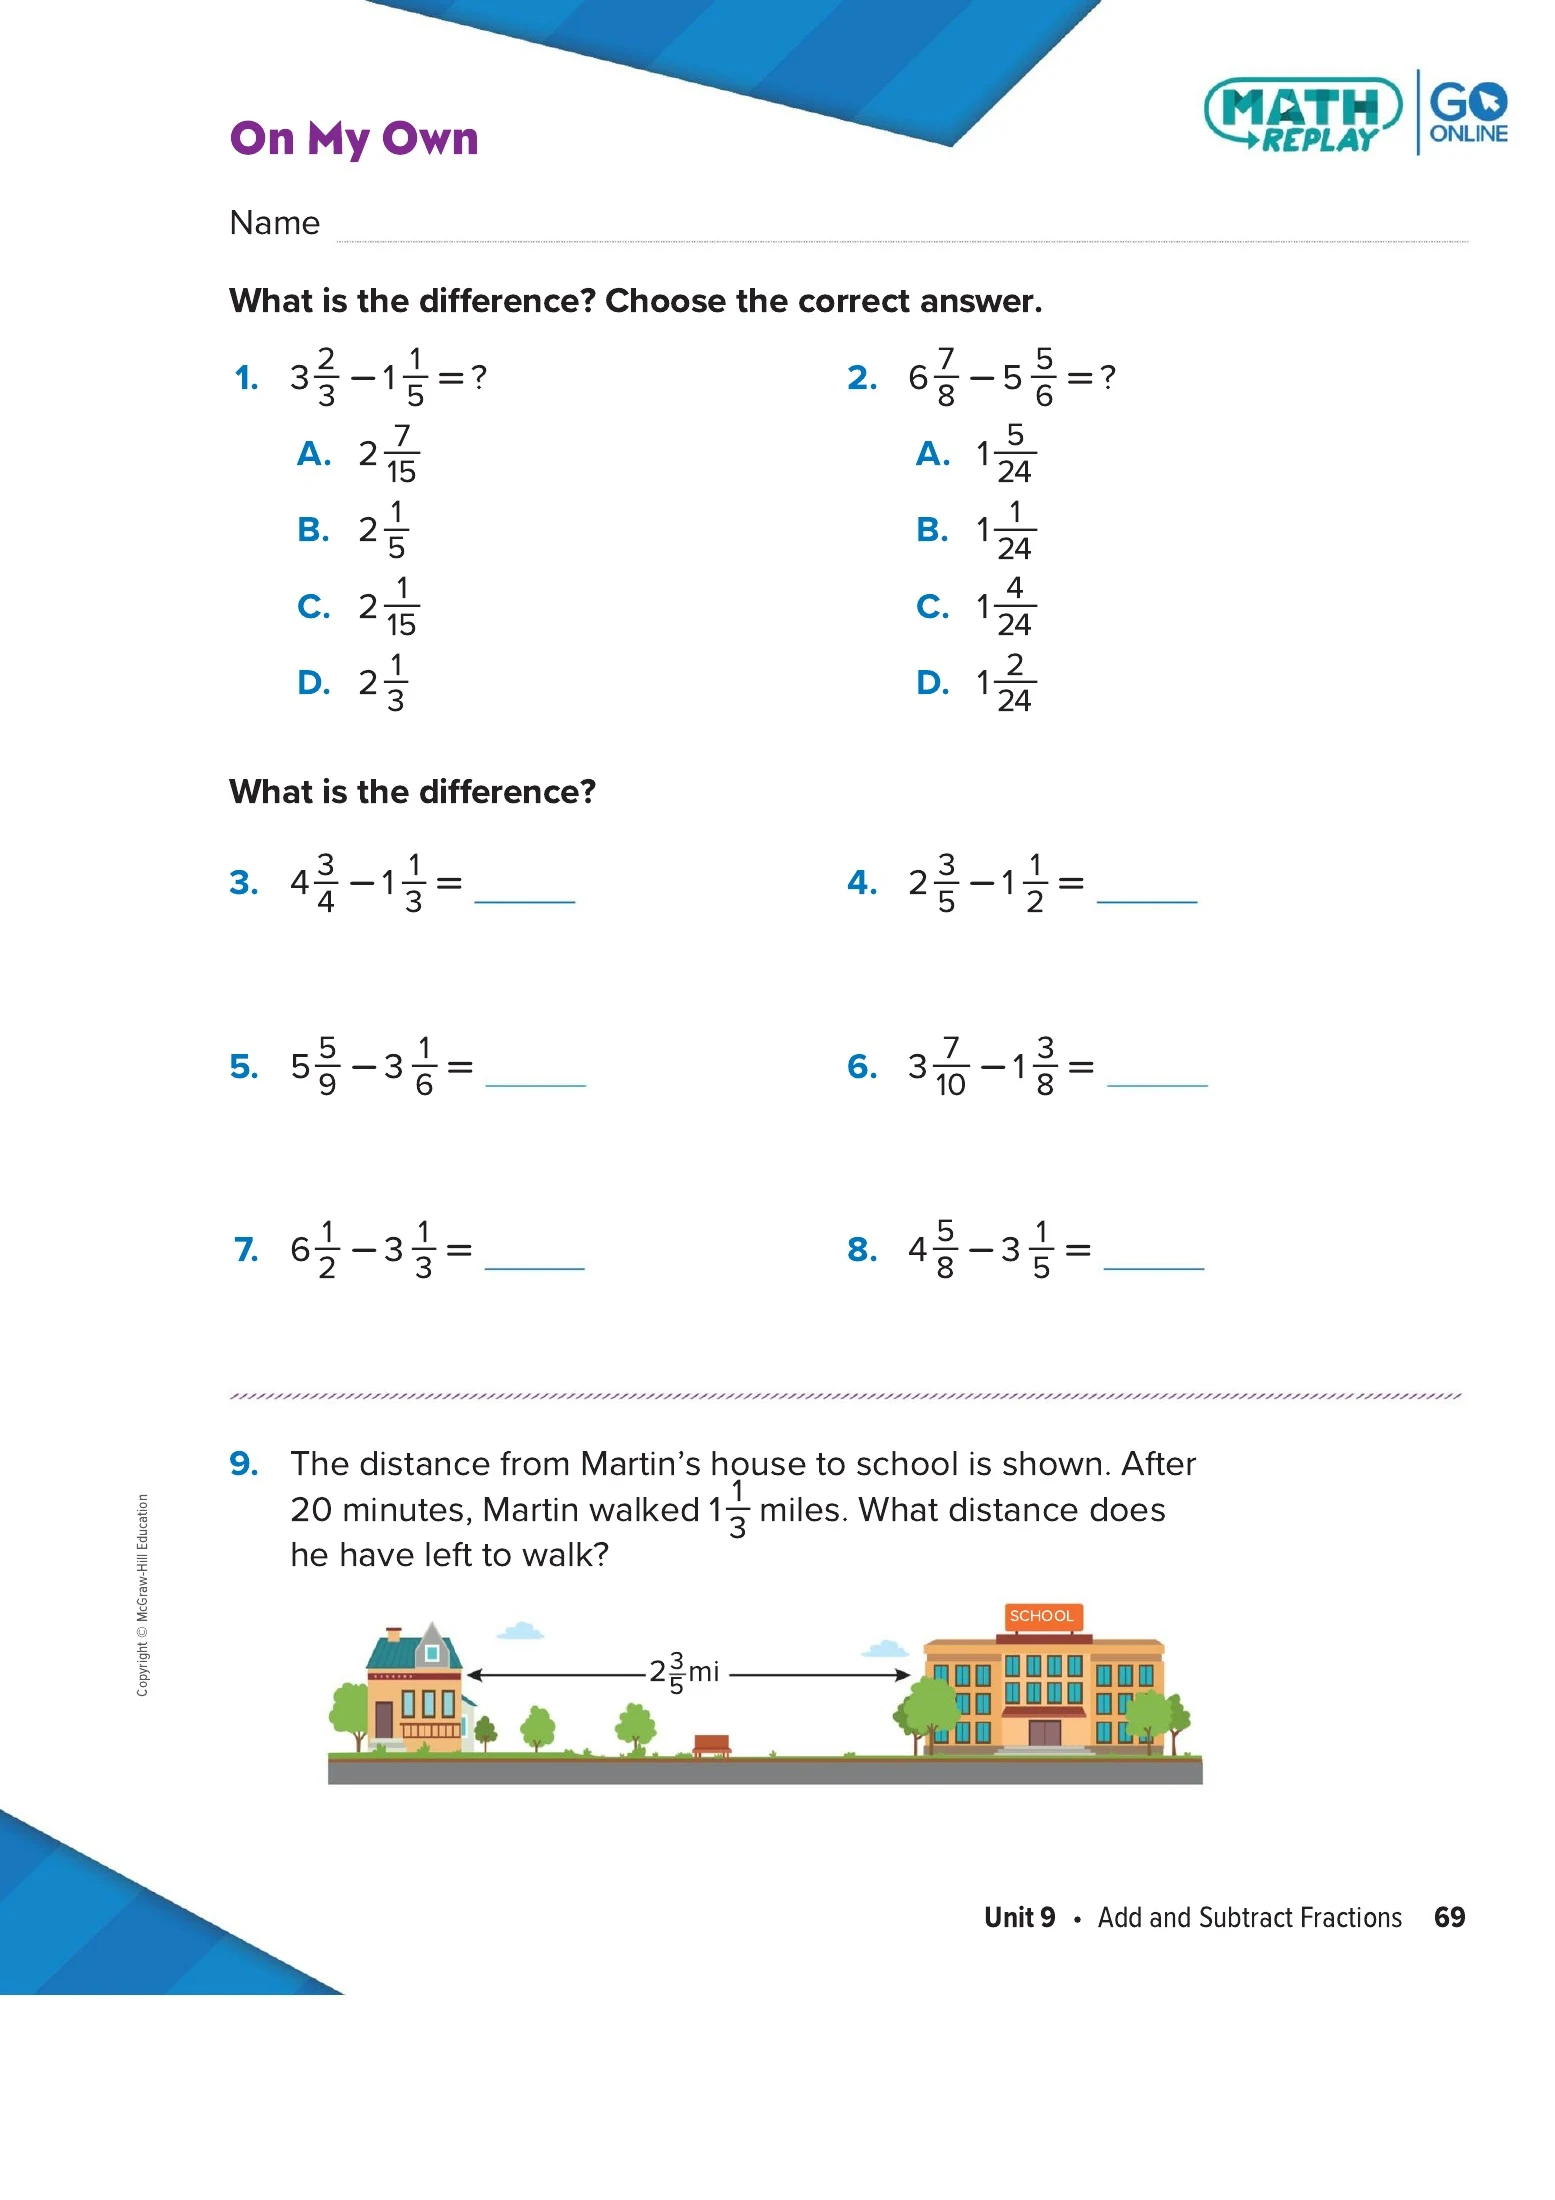 MATH REPLAY GO ONLINE
On My Own
Name
What is the difference? Choose the correct answer.
1. 3 2/3 – 1 1/5 = ?
A. 2 7/15
B. 2 1/5
C. 2 1/15
D. 2 1/3
2. 6 7/8 – 5 5/6 = ?
A. 1 5/24
B. 1 1/24
C. 1 4/24
D. 1 2/24
What is the difference?
3. 4 3/4 – 1 1/3 =
4. 2 3/5 – 1 1/2 =
5. 5 5/9 – 3 1/6 =
6. 3 7/10 – 1 3/8 =
7. 6 1/2 – 3 1/3 =
8. 4 5/8 – 3 1/5 =
9. The distance from Martin’s house to school is shown. After
20 minutes, Martin walked 1 1/3 miles. What distance does
he have left to walk?
SCHOOL
2 3/5 mi
Copyright © McGraw-Hill Education
Unit 9 • Add and Subtract Fractions 69